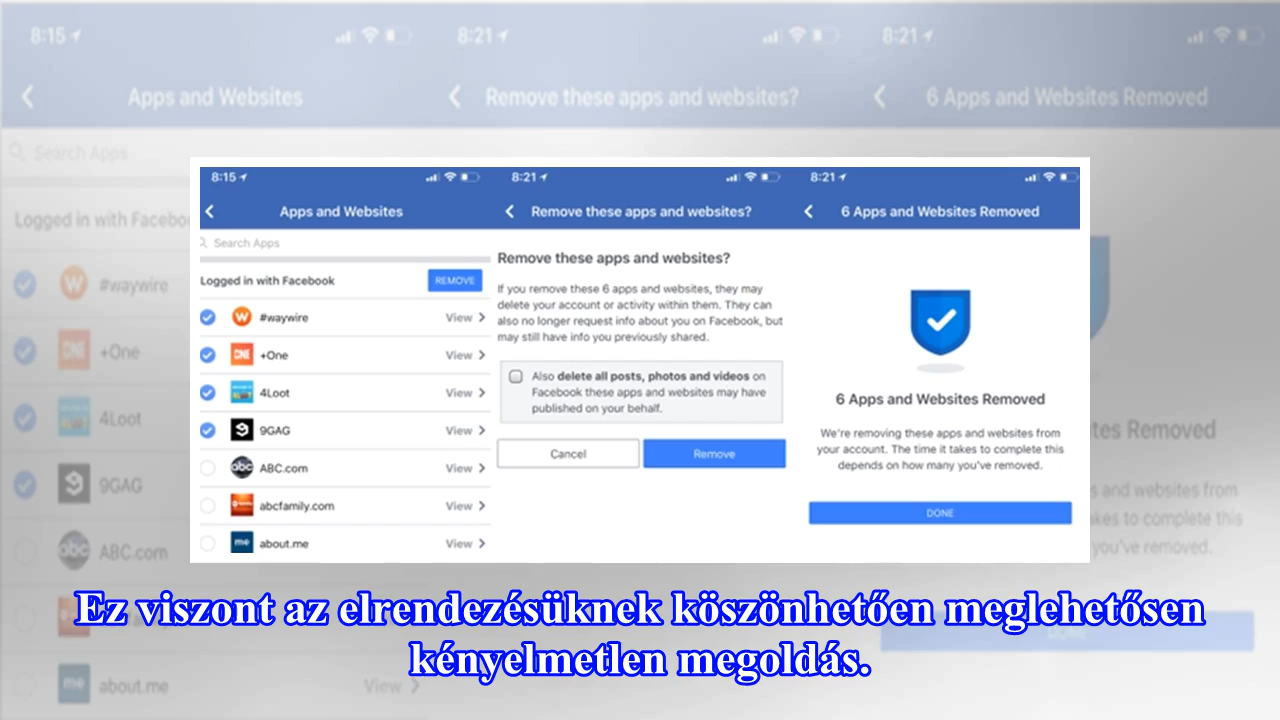 8:15
Apps and Websites
Search Apps
Logged in with Facebook
REMOVE
#waywire
View
+One
View
4Loot
View
9GAG
View
abc
ABC.com
View
abcfamily.com
View
me
about.me
View
8:21
Remove these apps and websites?
Remove these apps and websites?
If you remove these 6 apps and websites, they may
delete your account or activity within them. They can
also no longer request info about you on Facebook, but
may still have info you previously shared.
Also delete all posts, photos and videos on
Facebook these apps and websites may have
published on your behalf.
Cancel
Remove
8:21
6 Apps and Websites Removed
6 Apps and Websites Removed
We're removing these apps and websites from
your account. The time it takes to complete this
depends on how many you've removed.
DONE
Ez viszont az elrendezésüknek köszönhetően meglehetősen
kényelmetlen megoldás.